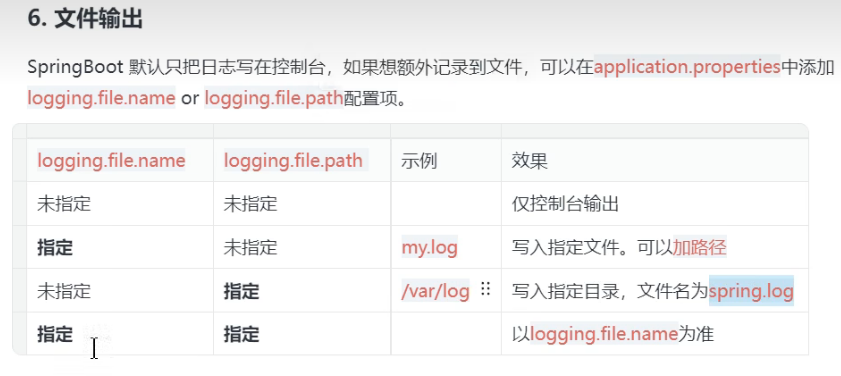 6. 文件输出
SpringBoot 默认只把日志写在控制台，如果想额外记录到文件，可以在application.properties中添加
logging.file.name or logging.file.path配置项。
logging.file.name logging.file.path 示例 效果
未指定 未指定 仅控制台输出
指定 未指定 my.log 写入指定文件。可以加路径
未指定 指定 /var/log 写入指定目录，文件名为spring.log
指定 指定 以logging.file.name为准